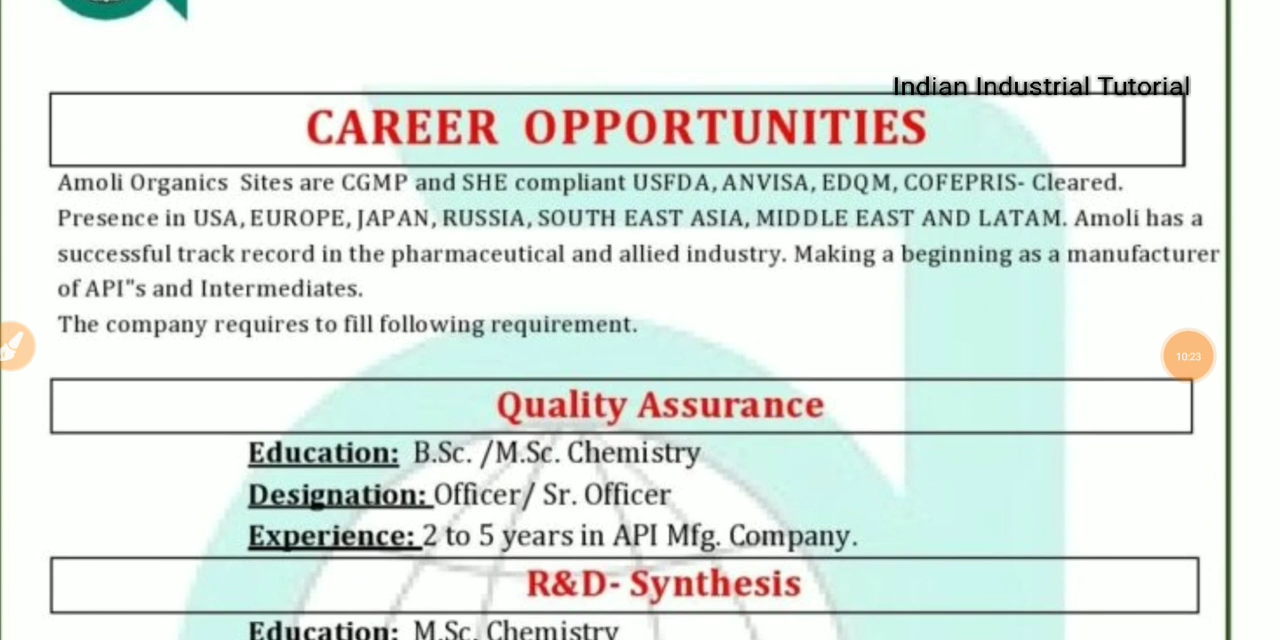 Indian Industrial Tutorial
CAREER OPPORTUNITIES
Amoli Organics Sites are CGMP and SHE compliant USFDA, ANVISA, EDQM, COFEPRIS- Cleared.
Presence in USA, EUROPE, JAPAN, RUSSIA, SOUTH EAST ASIA, MIDDLE EAST AND LATAM. Amoli has a
successful track record in the pharmaceutical and allied industry. Making a beginning as a manufacturer
of API"s and Intermediates.
The company requires to fill following requirement.
10:23
Quality Assurance
Education: B.Sc. /M.Sc. Chemistry
Designation: Officer/ Sr. Officer
Experience: 2 to 5 years in API Mfg. Company.
R&D- Synthesis
Education: M.Sc. Chemistry